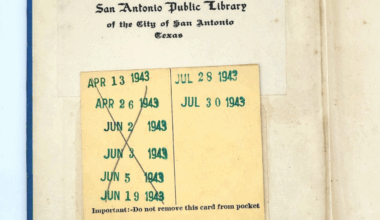 San Antonio Public Library
of the City of San Antonio
Texas
APR 13 1943
APR 26 1943
JUN 2 1943
JUN 3 1943
JUN 5 1943
JUN 19 1943
JUL 28 1943
JUL 30 1943
Important:-Do not remove this card from pocket